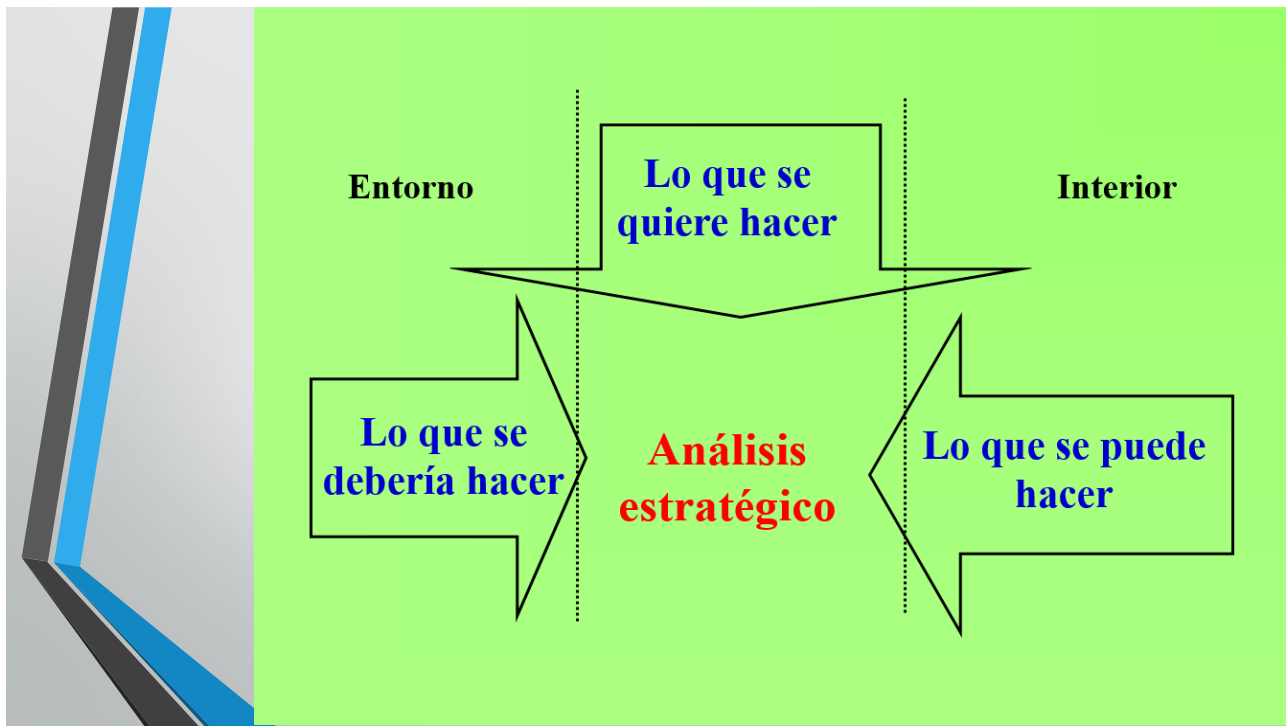 Entorno
Lo que se
quiere hacer
Interior
Lo que se
debería hacer
Análisis
estratégico
Lo que se puede
hacer